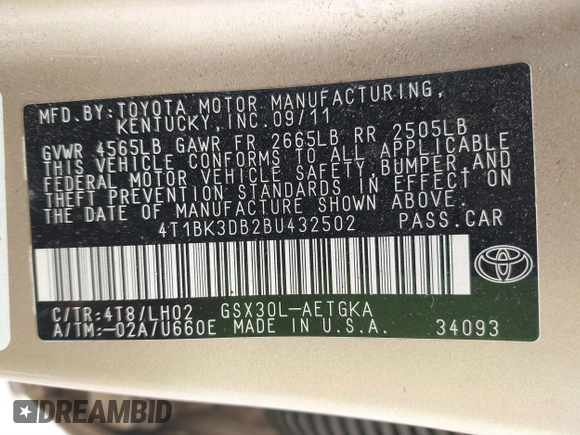 MFD.BY:TOYOTA MOTOR MANUFACTURING,
KENTUCKY, INC.09/11
GVWR 4565LB GAWR FR 2665LB RR 2505LB
THIS VEHICLE CONFORMS TO ALL APPLICABLE
FEDERAL MOTOR VEHICLE SAFETY,BUMPER,AND
THEFT PREVENTION STANDARDS IN EFFECT ON
THE DATE OF MANUFACTURE SHOWN ABOVE.
4T1BK3DB2BU432502 PASS.CAR
C/TR:4T8/LH02 GSX30L-AETGKA
A/TM:-02A/U660E MADE IN U.S.A. 34093
DREAMBID